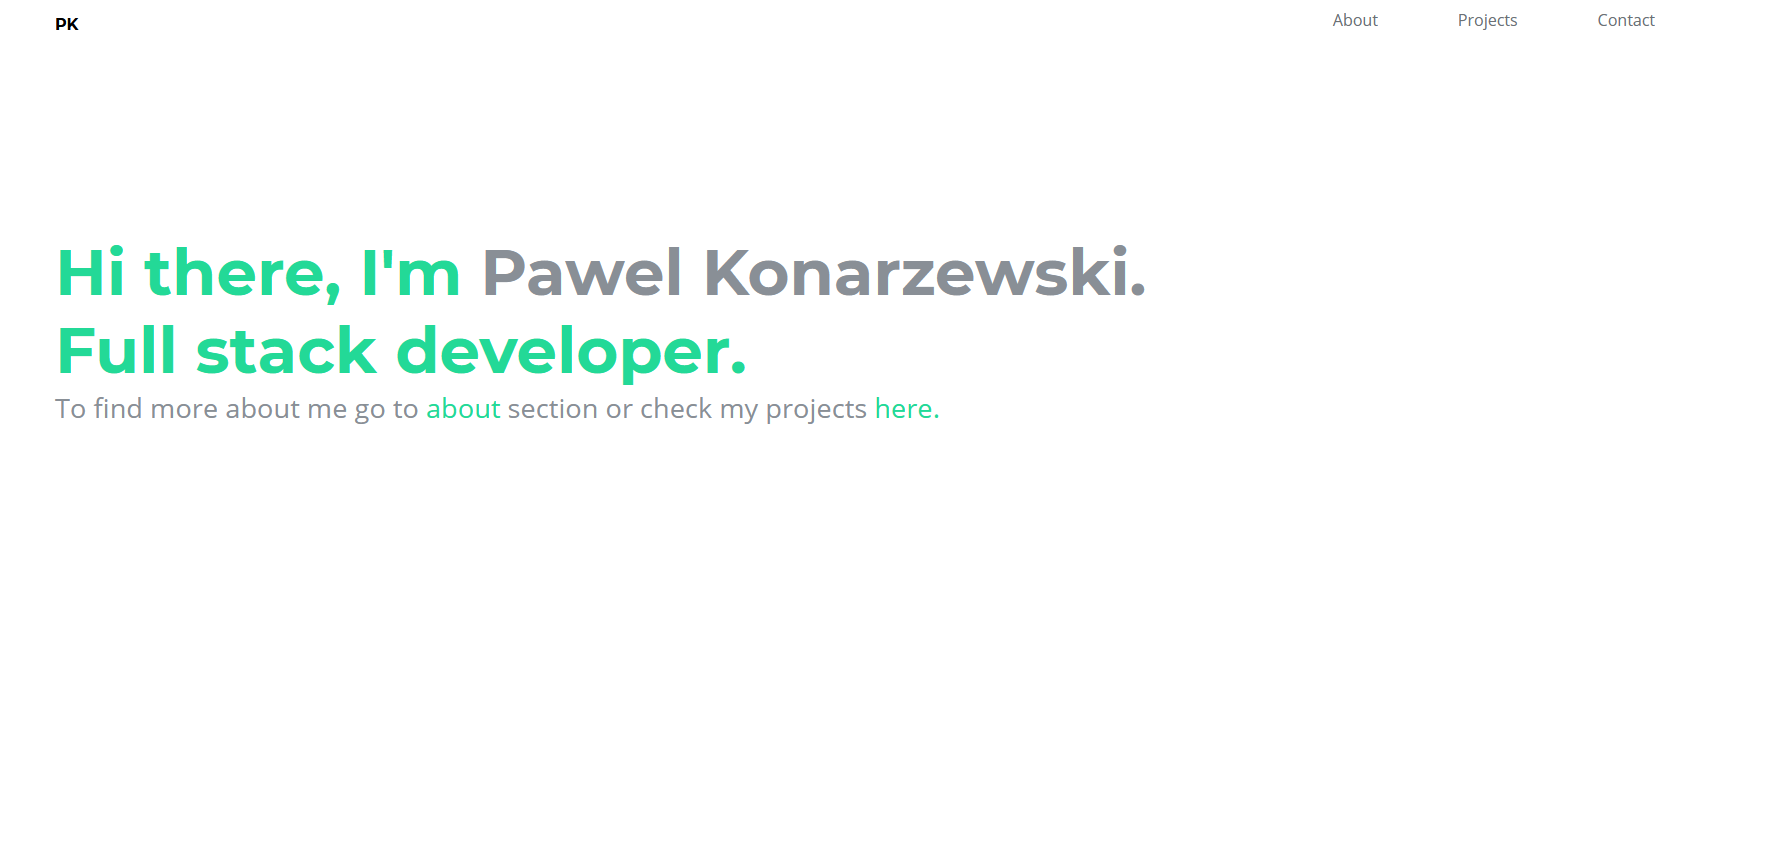 PK
About Projects Contact
Hi there, I'm Pawel Konarzewski.
Full stack developer.
To find more about me go to about section or check my projects here.